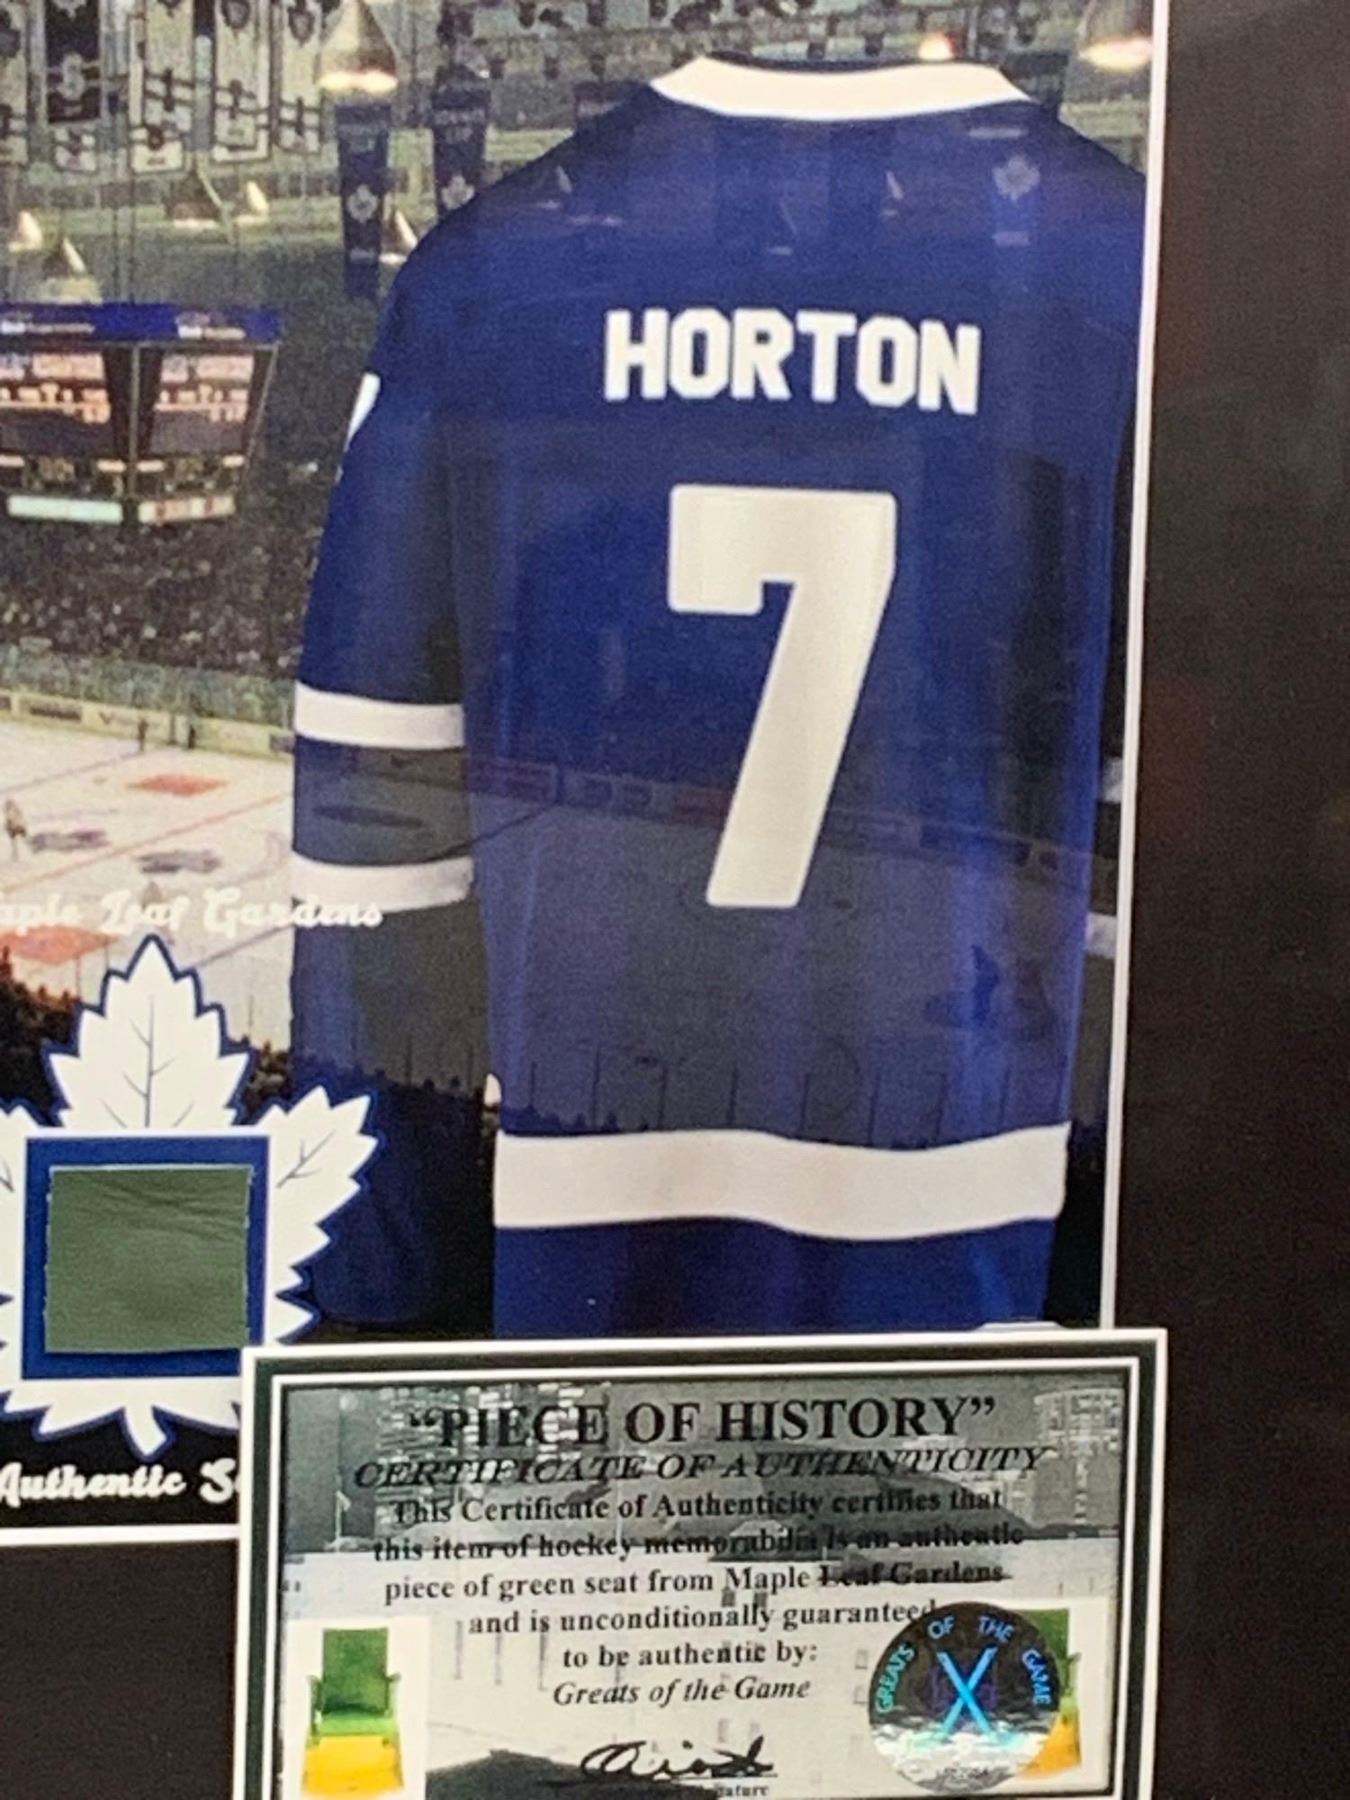 HORTON
7
aple Leaf Gardens
Authentic S
"PIECE OF HISTORY"
CERTIFICATE OF AUTHENTICITY
This Certificate of Authenticity certifies that
this item of hockey memorabilia is an authentic
piece of green seat from Maple Leaf Gardens
and is unconditionally guaranteed
to be authentic by:
Greats of the Game
GREATS OF THE GAME
nature